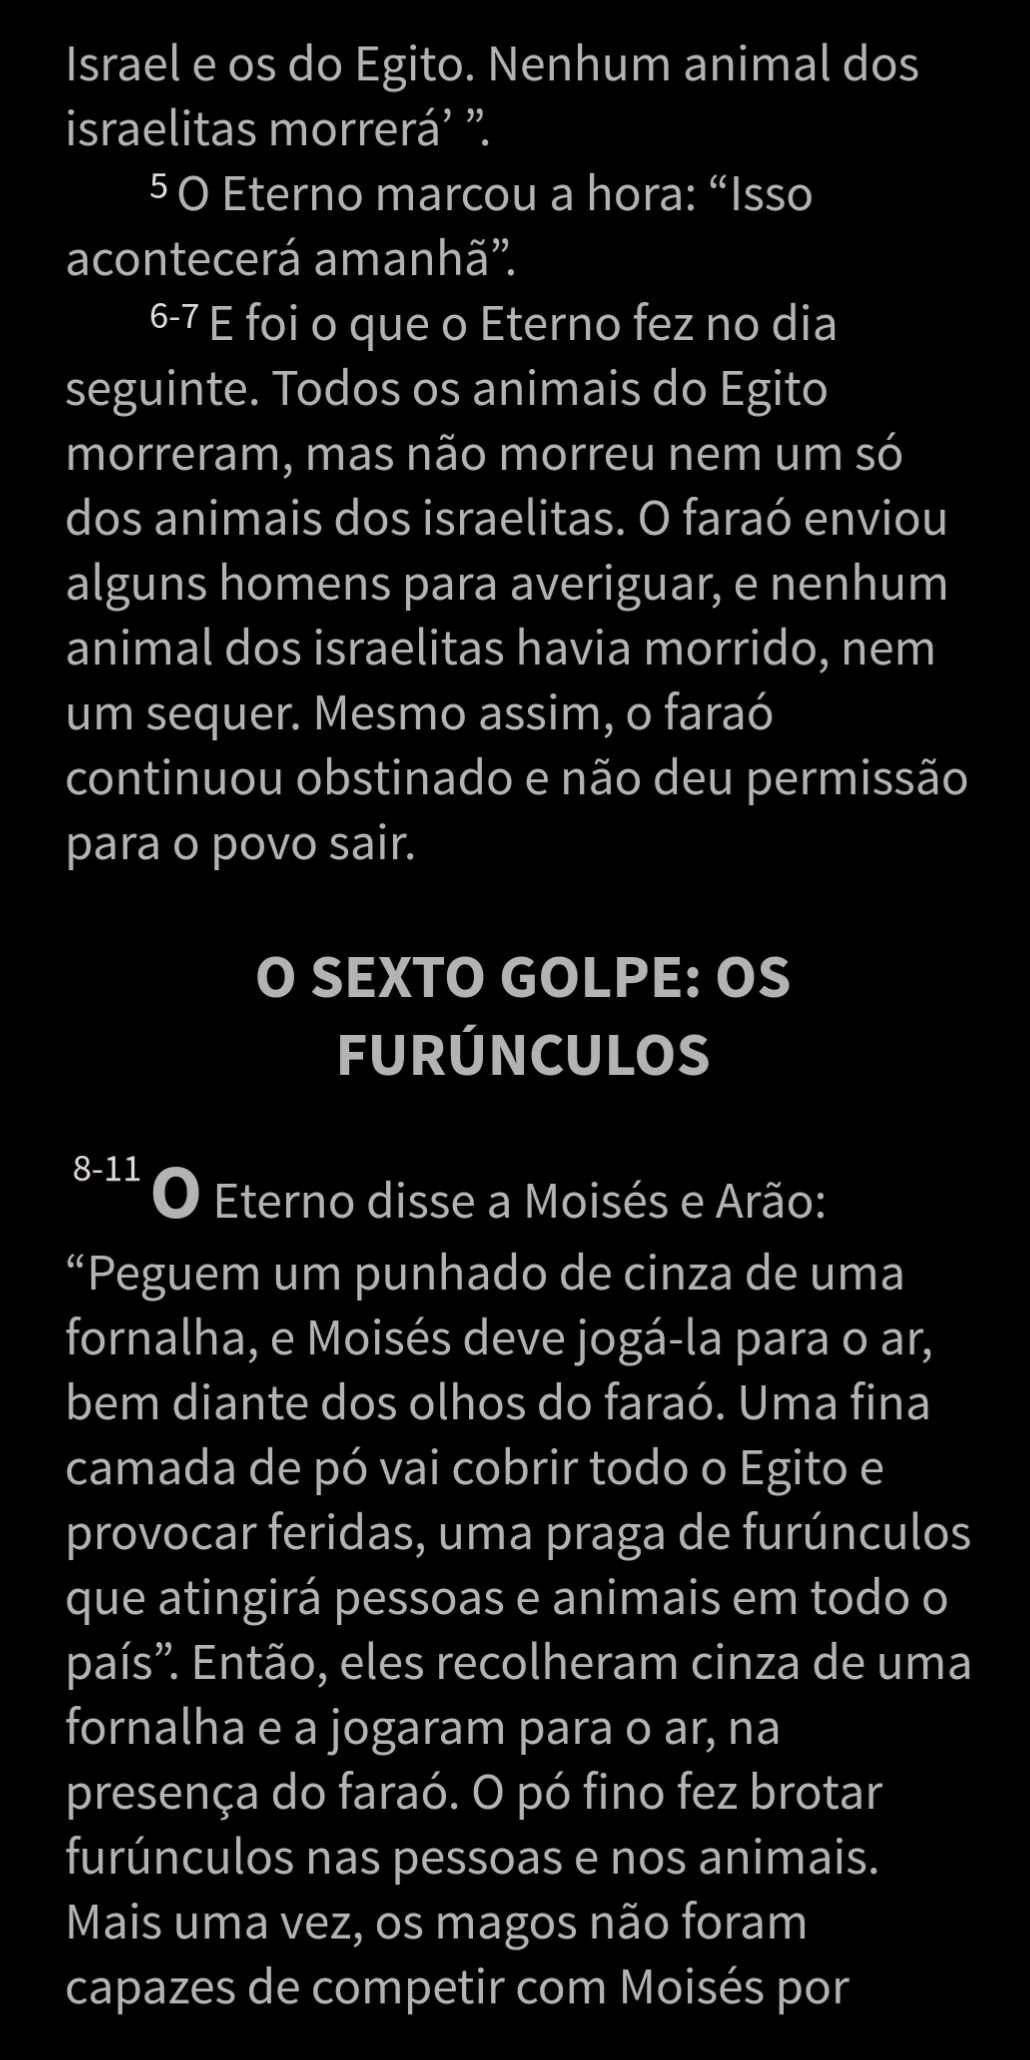 Israel e os do Egito. Nenhum animal dos
israelitas morrerá’ ”.
5 O Eterno marcou a hora: “Isso
acontecerá amanhã”.
6-7 E foi o que o Eterno fez no dia
seguinte. Todos os animais do Egito
morreram, mas não morreu nem um só
dos animais dos israelitas. O faraó enviou
alguns homens para averiguar, e nenhum
animal dos israelitas havia morrido, nem
um sequer. Mesmo assim, o faraó
continuou obstinado e não deu permissão
para o povo sair.
O SEXTO GOLPE: OS
FURÚNCULOS
8-11 O Eterno disse a Moisés e Arão:
“Peguem um punhado de cinza de uma
fornalha, e Moisés deve jogá-la para o ar,
bem diante dos olhos do faraó. Uma fina
camada de pó vai cobrir todo o Egito e
provocar feridas, uma praga de furúnculos
que atingirá pessoas e animais em todo o
país”. Então, eles recolheram cinza de uma
fornalha e a jogaram para o ar, na
presença do faraó. O pó fino fez brotar
furúnculos nas pessoas e nos animais.
Mais uma vez, os magos não foram
capazes de competir com Moisés por